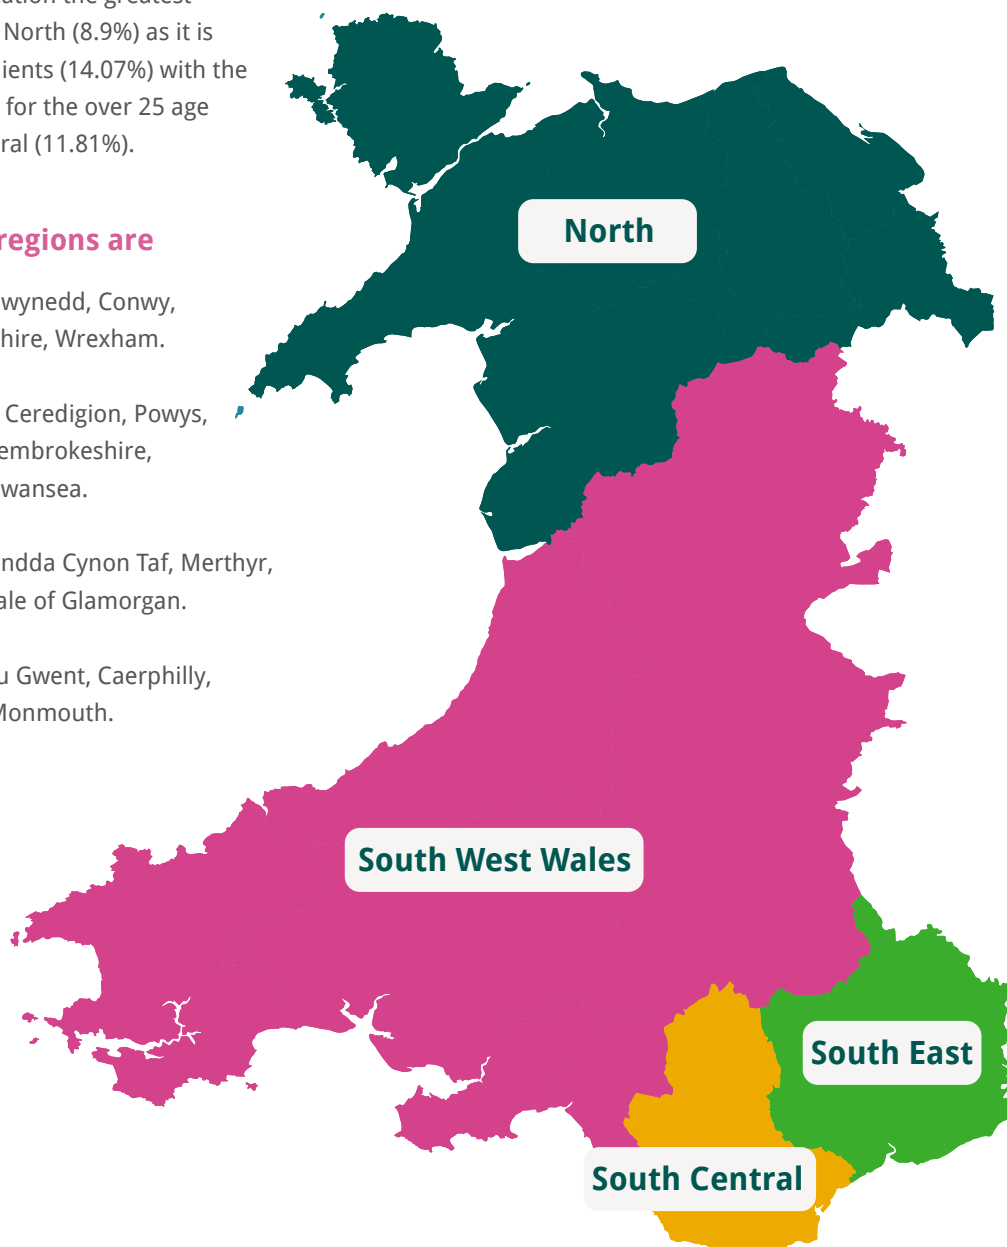 North (8.9%) as it is
ients (14.07%) with the
for the over 25 age
ral (11.81%).
regions are
wynedd, Conwy,
hire, Wrexham.
Ceredigion, Powys,
embrokeshire,
wansea.
ndda Cynon Taf, Merthyr,
ale of Glamorgan.
u Gwent, Caerphilly,
Monmouth.
North
South West Wales
South East
South Central